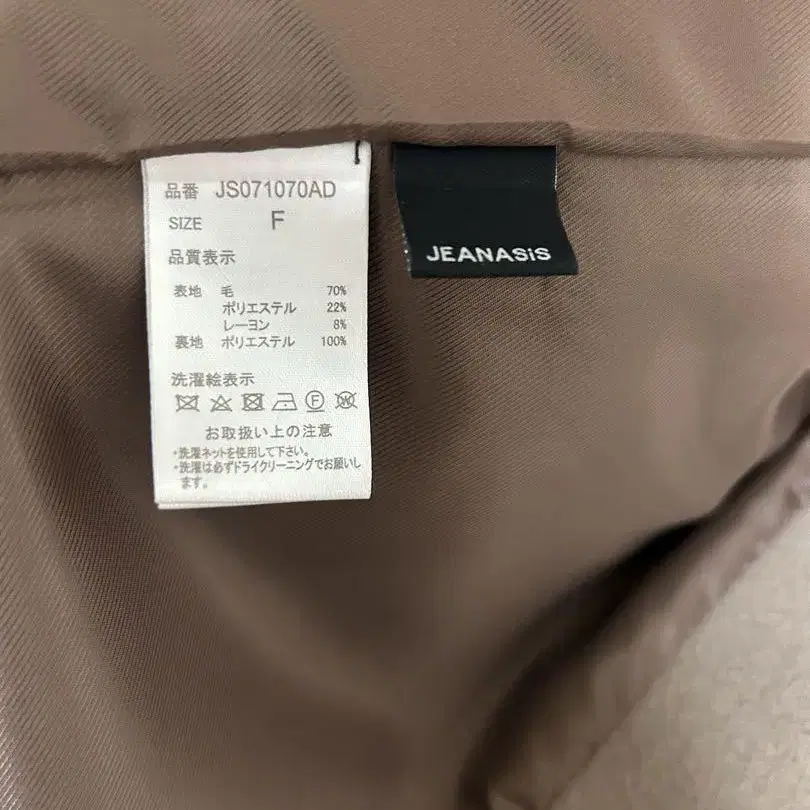 品番 JS071070AD
SIZE F
品質表示
表地 毛 70%
ポリエステル 22%
レーヨン 8%
裏地 ポリエステル 100%
洗濯絵表示
お取扱い上の注意
・洗濯ネットを使用して下さい。
・洗濯は必ずドライクリーニングでお願いし
ます。
JEANASiS